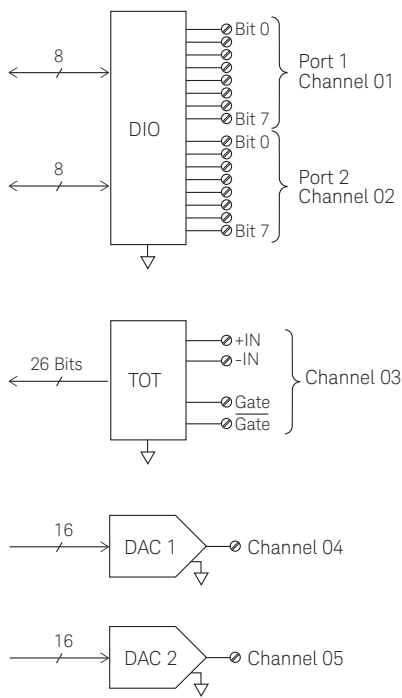 8
Bit 0
Port 1
Channel 01
Bit 7
DIO
Bit 0
8
Port 2
Channel 02
Bit 7
26 Bits
TOT
+IN
-IN
Channel 03
Gate
Gate
16
DAC 1
Channel 04
16
DAC 2
Channel 05